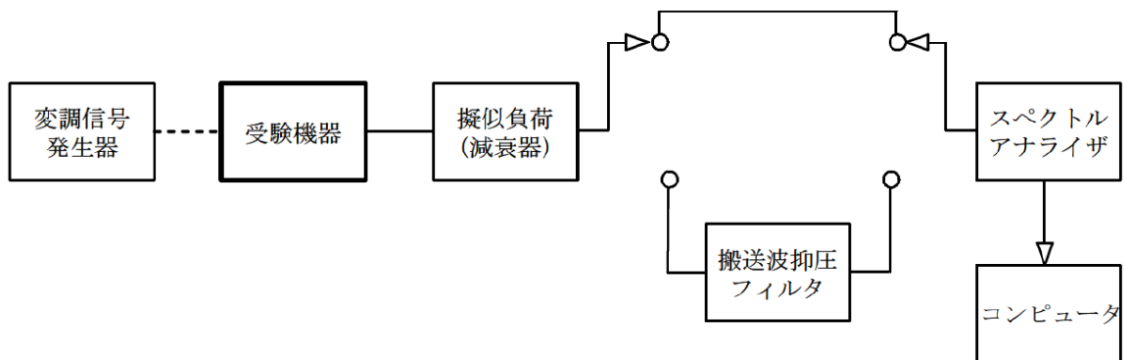 変調信号
発生器
受験機器
擬似負荷
(減衰器)
スペクトル
アナライザ
搬送波抑圧
フィルタ
コンピュータ